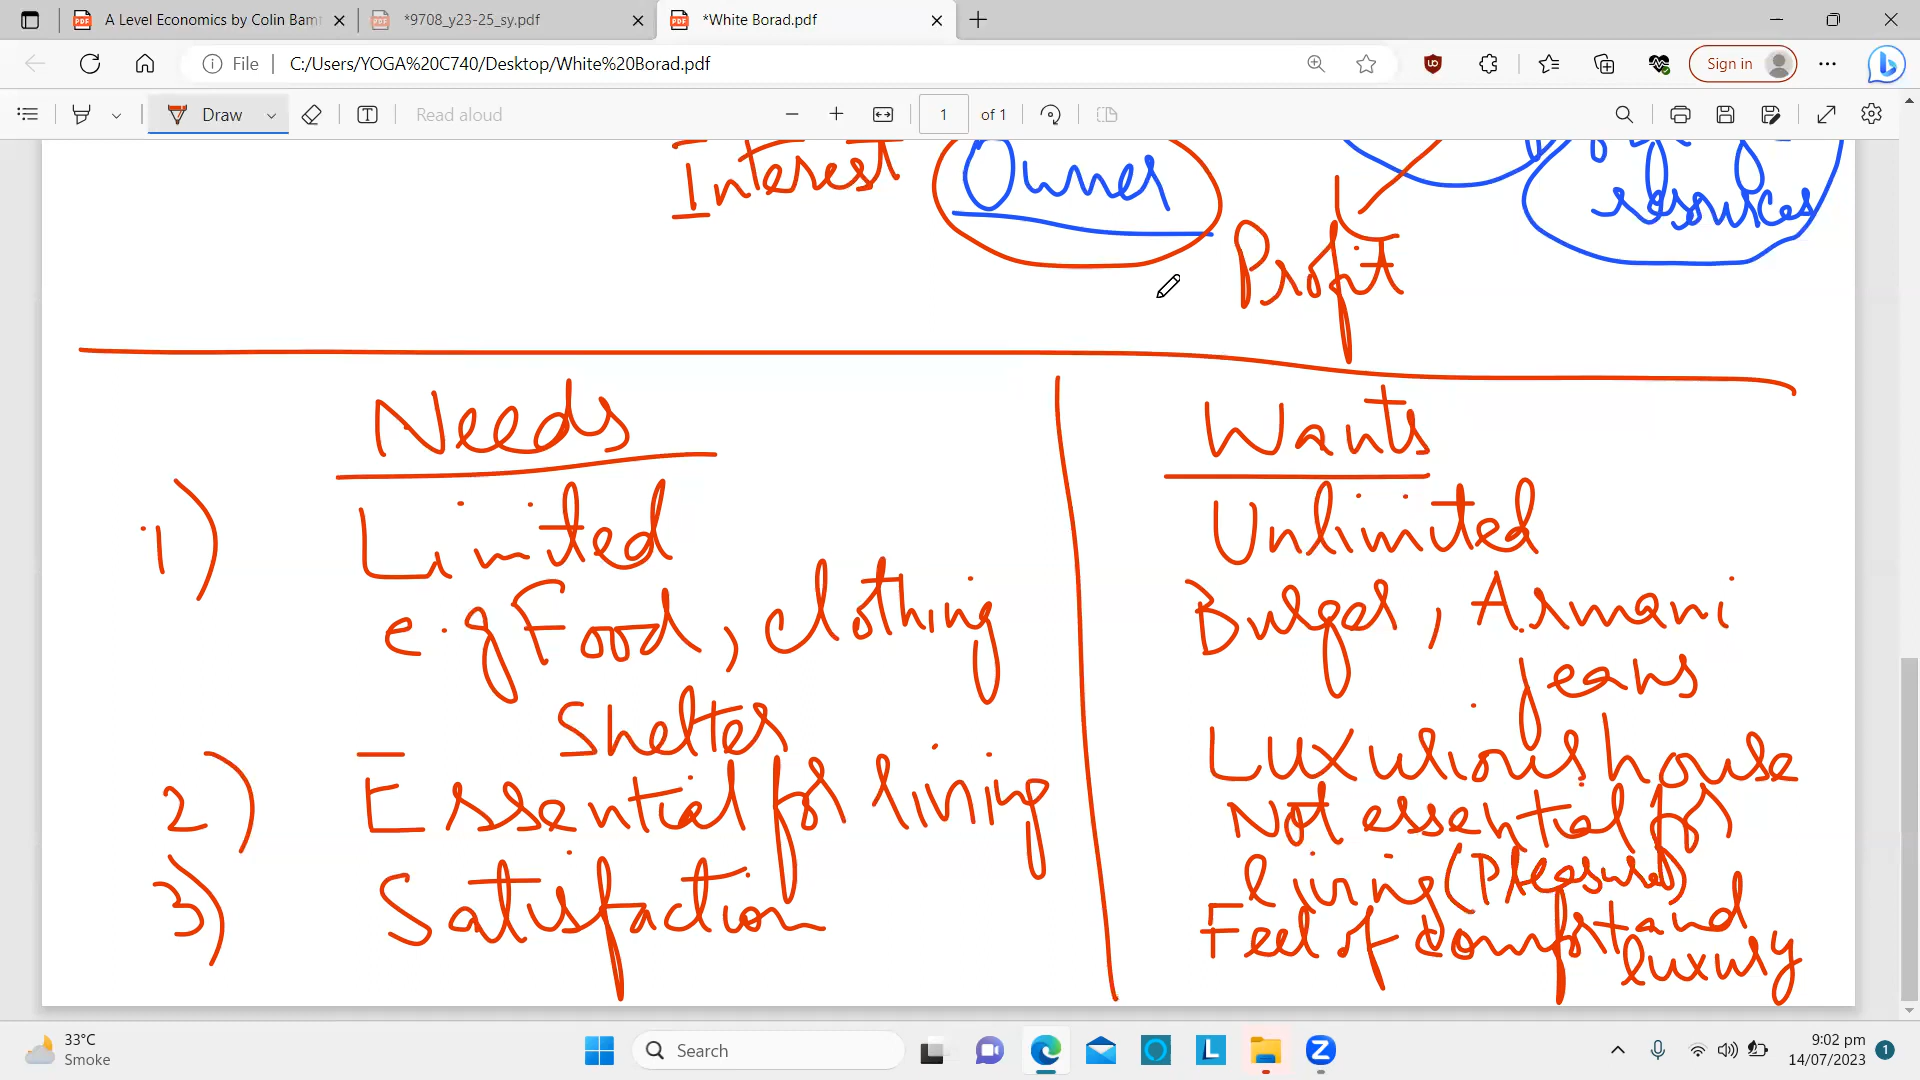 A Level Economics by Colin Bam
*9708_y23-25_sy.pdf
*White Borad.pdf
File C:/Users/YOGA%20C740/Desktop/White%20Borad.pdf
Sign in
Draw
Read aloud
1 of 1
Interest
Owner
resources
Profit
Needs
Wants
1) Limited
Unlimited
e.g Food, clothing
Burger, Armani
jeans
Shelter
Luxurious house
2) Essential for living
Not essential for
living (Pleasure)
3) Satisfaction
Feel of comfort and
luxury
33°C
Smoke
Search
9:02 pm
14/07/2023
1